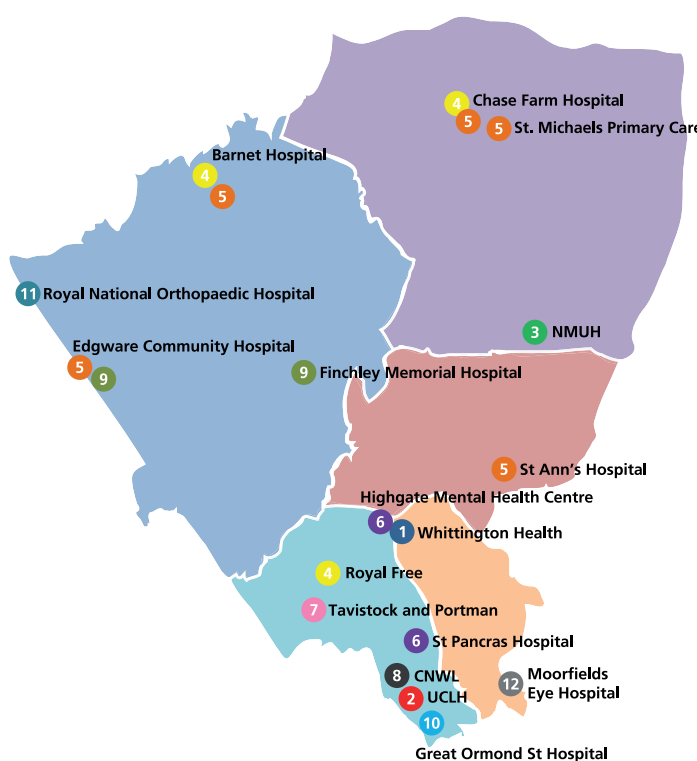 4 Chase Farm Hospital
5 5 St. Michaels Primary Care
Barnet Hospital
4
5
11 Royal National Orthopaedic Hospital
3 NMUH
Edgware Community Hospital
5
9
9 Finchley Memorial Hospital
5 St Ann's Hospital
Highgate Mental Health Centre
6
1 Whittington Health
4 Royal Free
7 Tavistock and Portman
6 St Pancras Hospital
8 CNWL
12 Moorfields
Eye Hospital
2 UCLH
10
Great Ormond St Hospital